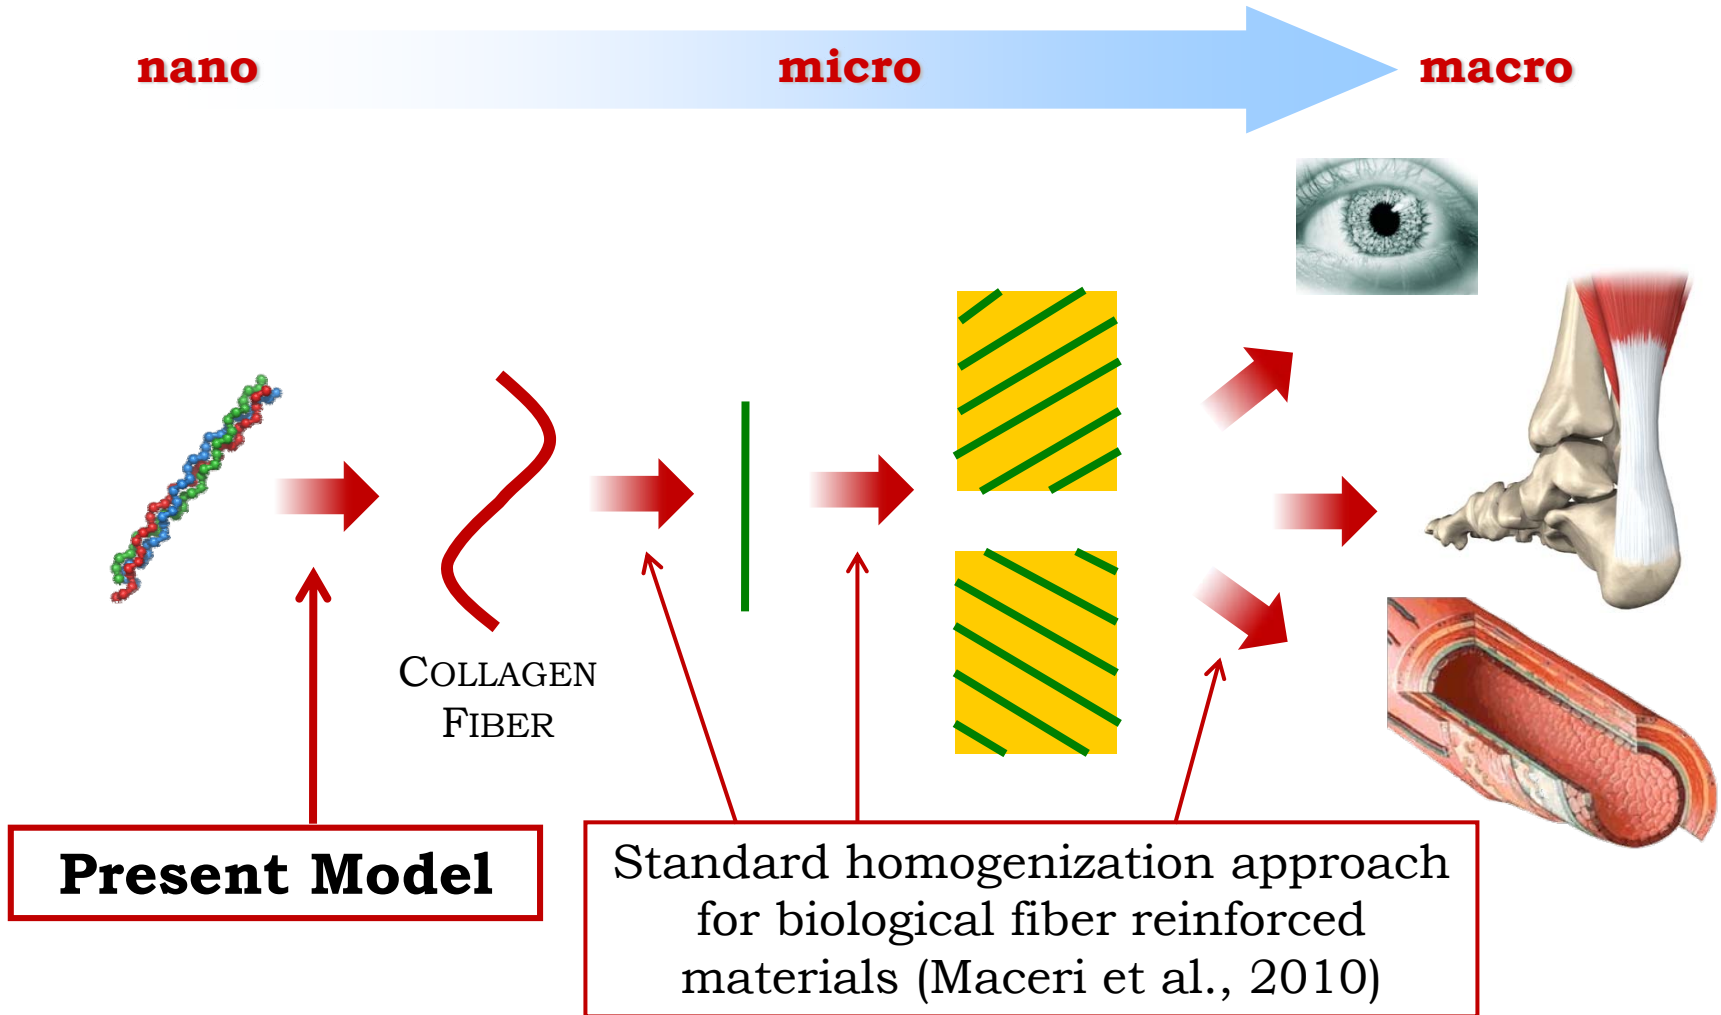 nano
micro
macro
COLLAGEN
FIBER
Present Model
Standard homogenization approach
for biological fiber reinforced
materials (Maceri et al., 2010)